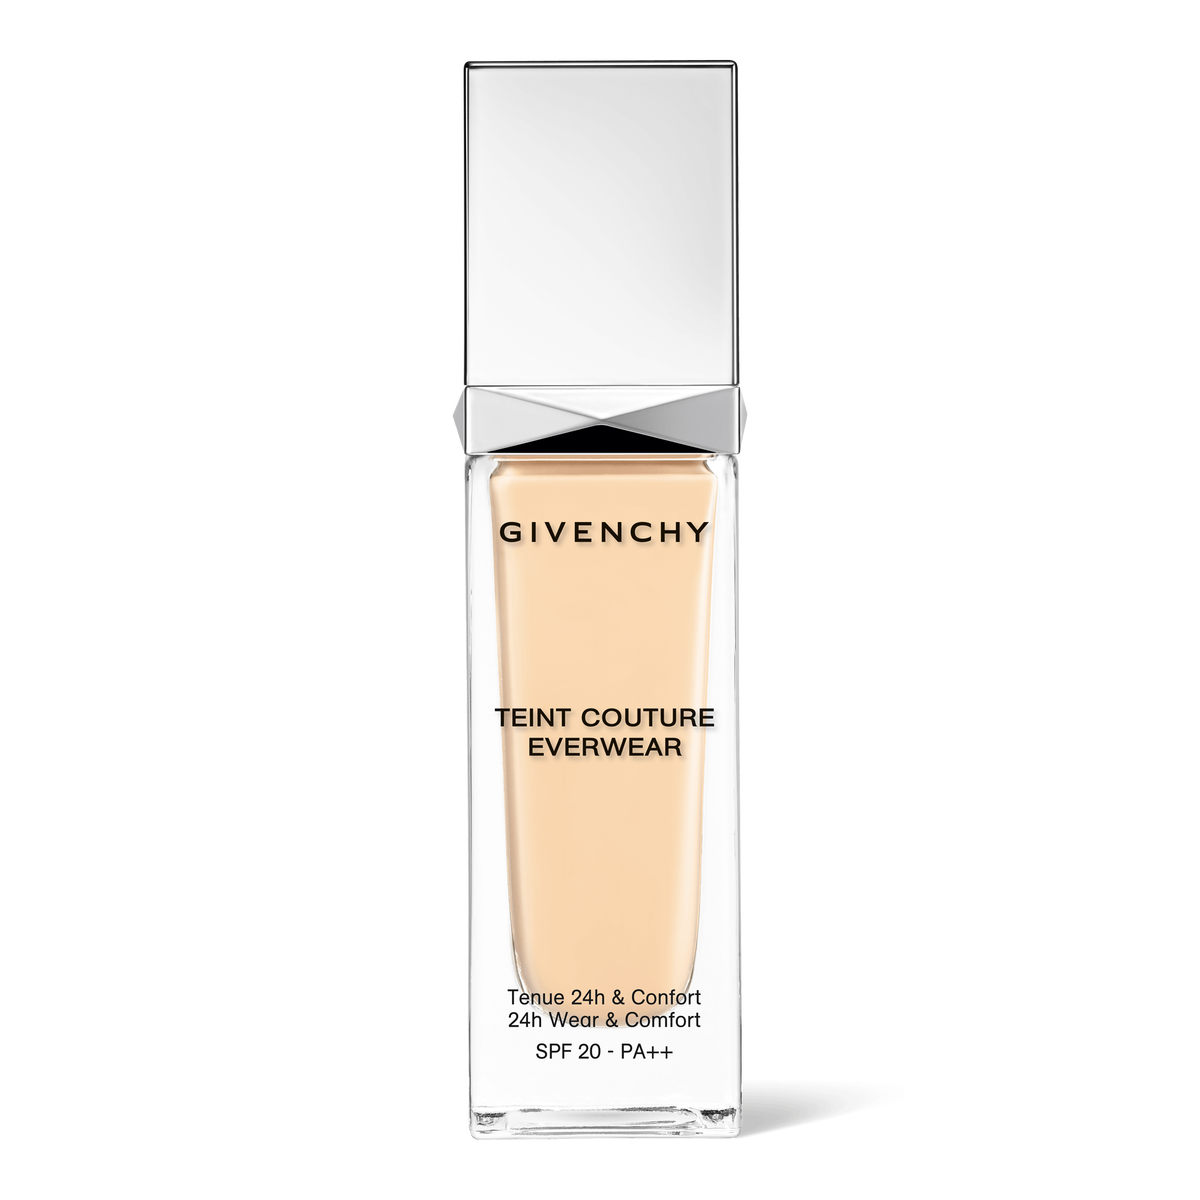 GIVENCHY
TEINT COUTURE
EVERWEAR
Tenue 24h & Confort
24h Wear & Comfort
SPF 20 - PA++